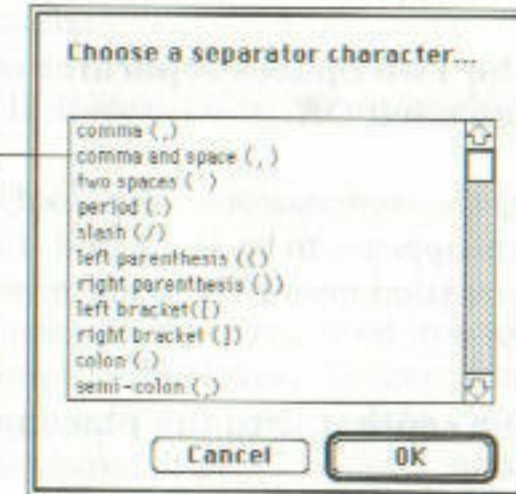 Choose a separator character...
comma (,)
comma and space (, )
two spaces (  )
period (.)
slash (/)
left parenthesis (()
right parenthesis ())
left bracket([)
right bracket (])
colon (:)
semi-colon (;)
Cancel
OK